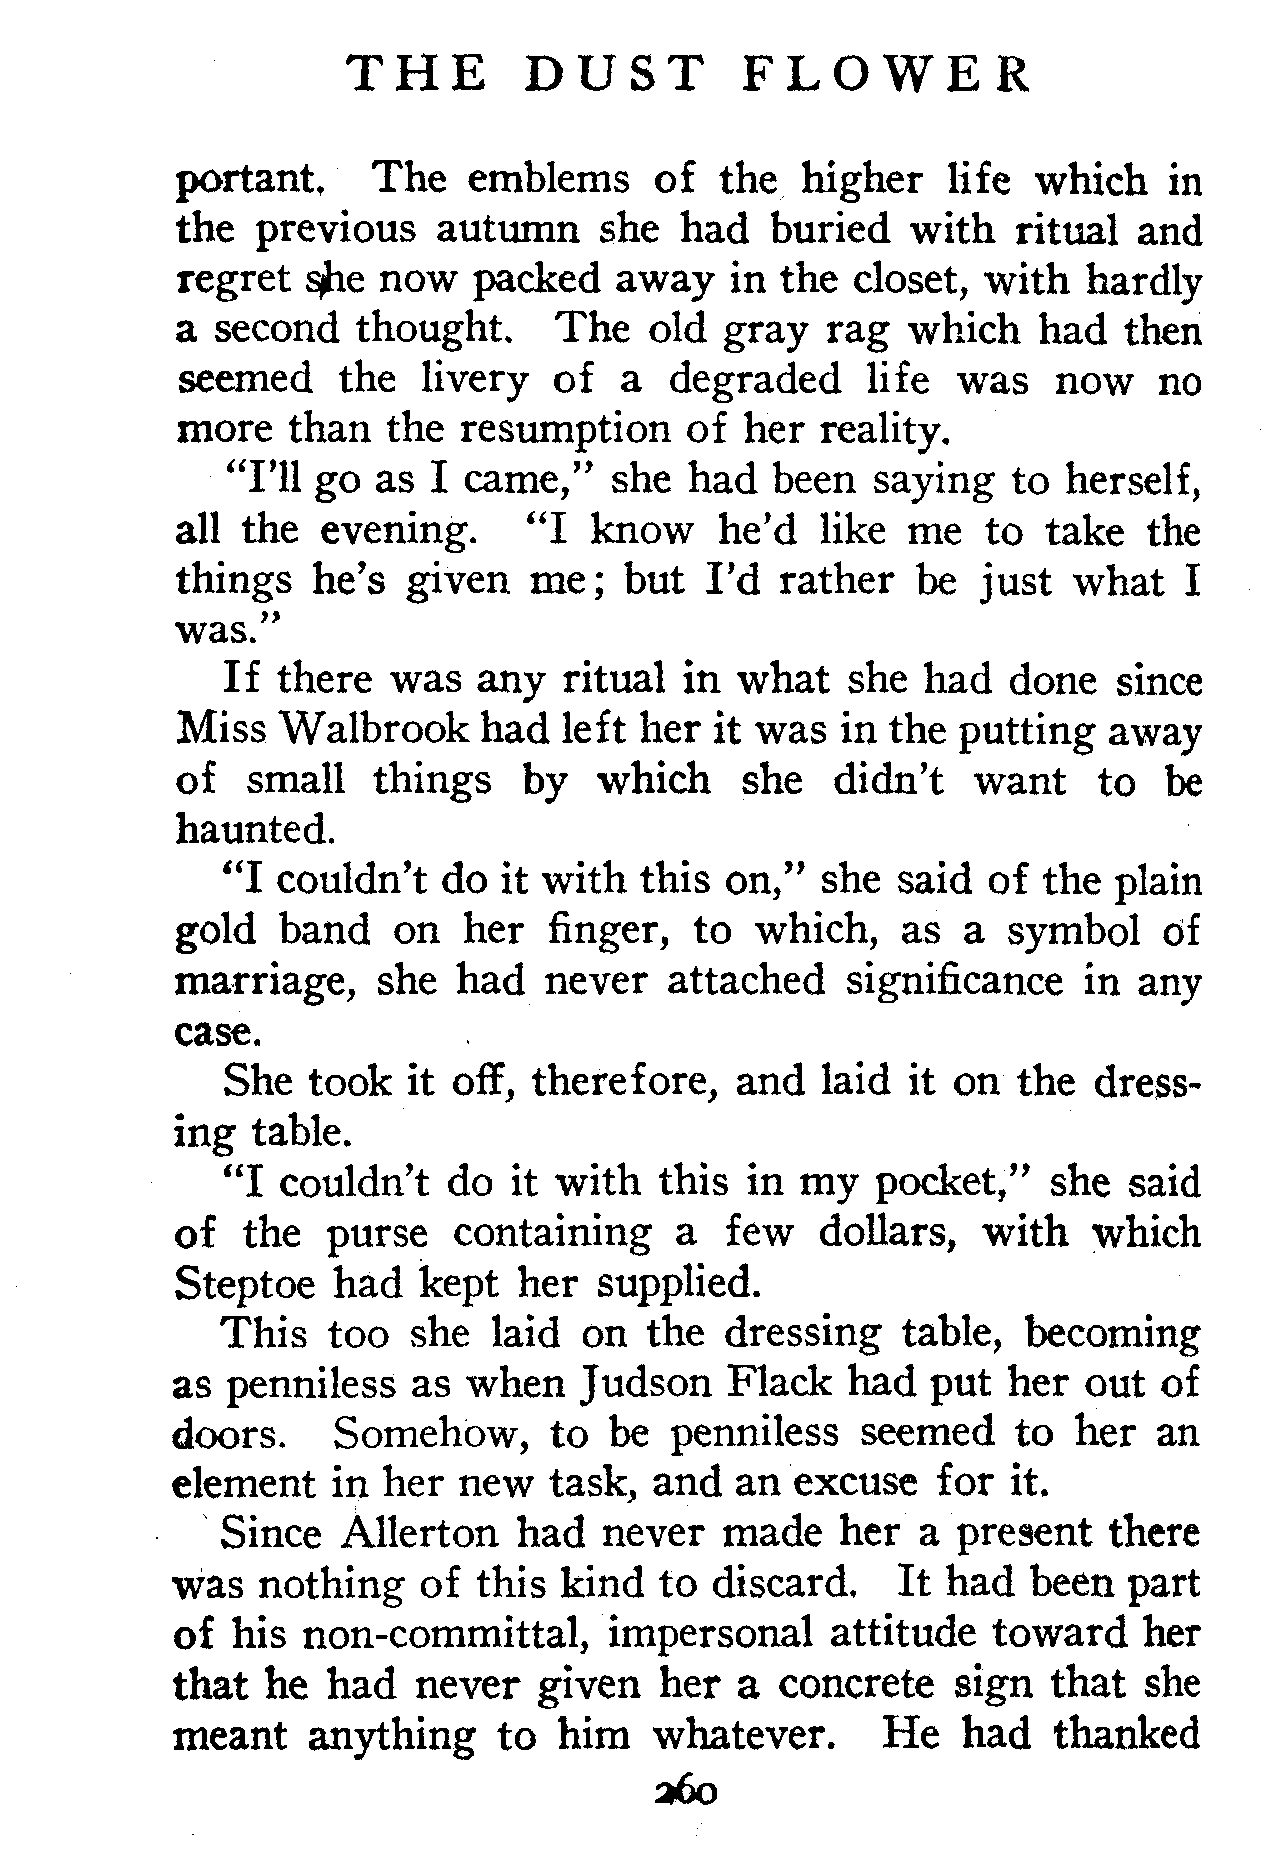 THE DUST FLOWER
portant. The emblems of the higher life which in
the previous autumn she had buried with ritual and
regret she now packed away in the closet, with hardly
a second thought. The old gray rag which had then
seemed the livery of a degraded life was now no
more than the resumption of her reality.
“I’ll go as I came,” she had been saying to herself,
all the evening. “I know he’d like me to take the
things he’s given me; but I’d rather be just what I
was.”
If there was any ritual in what she had done since
Miss Walbrook had left her it was in the putting away
of small things by which she didn’t want to be
haunted.
“I couldn’t do it with this on,” she said of the plain
gold band on her finger, to which, as a symbol of
marriage, she had never attached significance in any
case.
She took it off, therefore, and laid it on the dress-
ing table.
“I couldn’t do it with this in my pocket,” she said
of the purse containing a few dollars, with which
Steptoe had kept her supplied.
This too she laid on the dressing table, becoming
as penniless as when Judson Flack had put her out of
doors. Somehow, to be penniless seemed to her an
element in her new task, and an excuse for it.
Since Allerton had never made her a present there
was nothing of this kind to discard. It had been part
of his non-committal, impersonal attitude toward her
that he had never given her a concrete sign that she
meant anything to him whatever. He had thanked
260